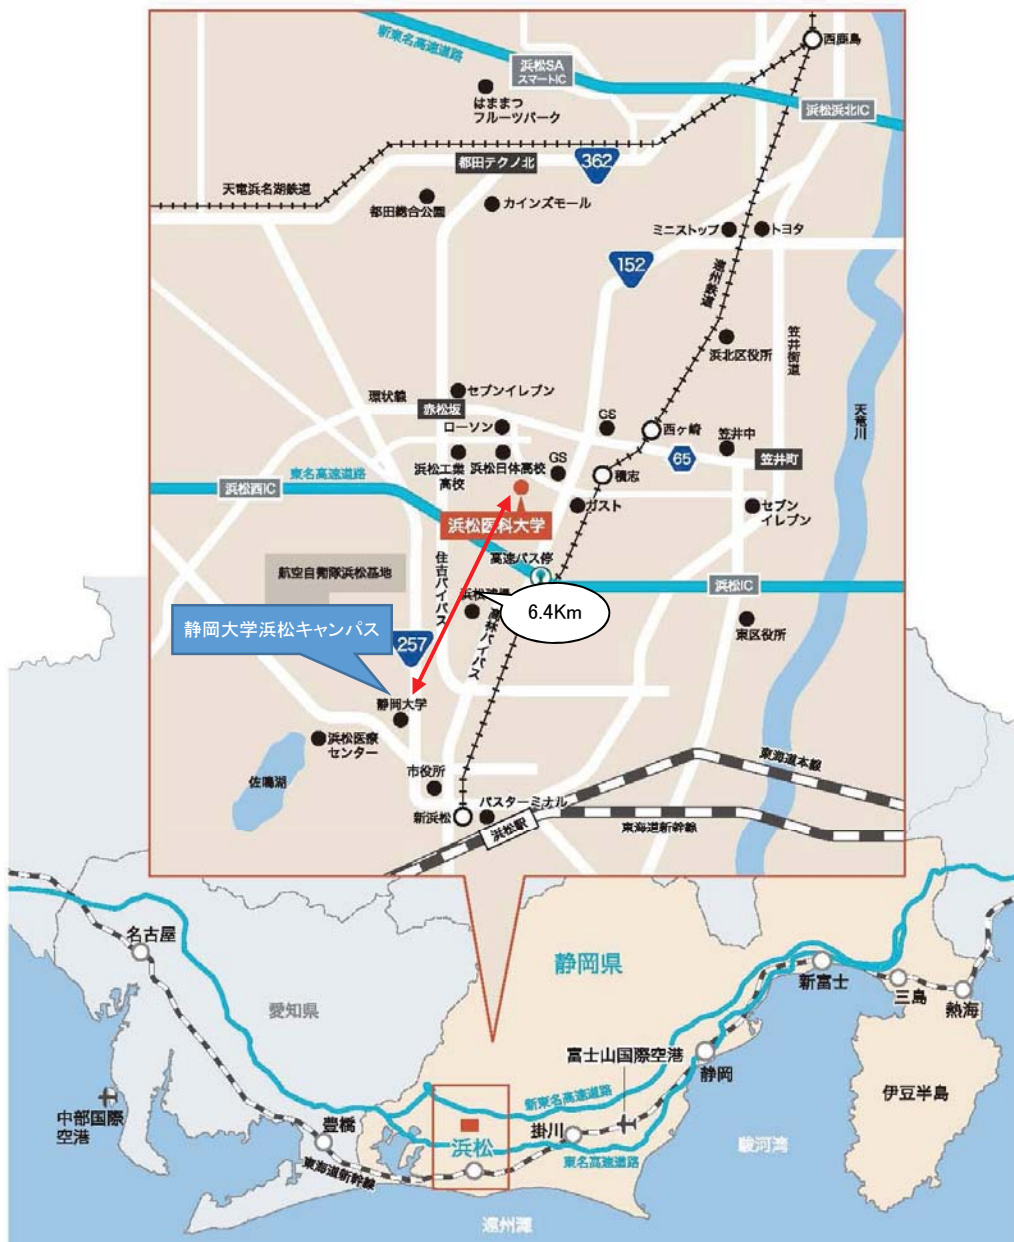 新東名高速道路
浜松SA
スマートIC
西鹿島
はままつ
フルーツパーク
浜松浜北IC
都田テクノ北
362
天竜浜名湖鉄道
都田総合公園
カインズモール
ミニストップ
トヨタ
152
遠州鉄道
笠井街道
浜北区役所
天竜川
環状線
セブンイレブン
赤松坂
ローソン
GS
西ヶ崎
笠井中
浜松工業
高校
浜松日体高校
GS
65
笠井町
積志
東名高速道路
浜松西IC
ガスト
セブン
イレブン
浜松医科大学
高速バス停
航空自衛隊浜松基地
住吉バイパス
浜松IC
6.4Km
高林バイパス
東区役所
静岡大学浜松キャンパス
257
静岡大学
浜松医療
センター
佐鳴湖
市役所
東海道本線
新浜松
バスターミナル
浜松駅
東海道新幹線
名古屋
静岡県
新富士
三島
熱海
愛知県
富士山国際空港
静岡
伊豆半島
中部国際
空港
豊橋
新東名高速道路
掛川
浜松
東名高速道路
駿河湾
東海道新幹線
遠州灘